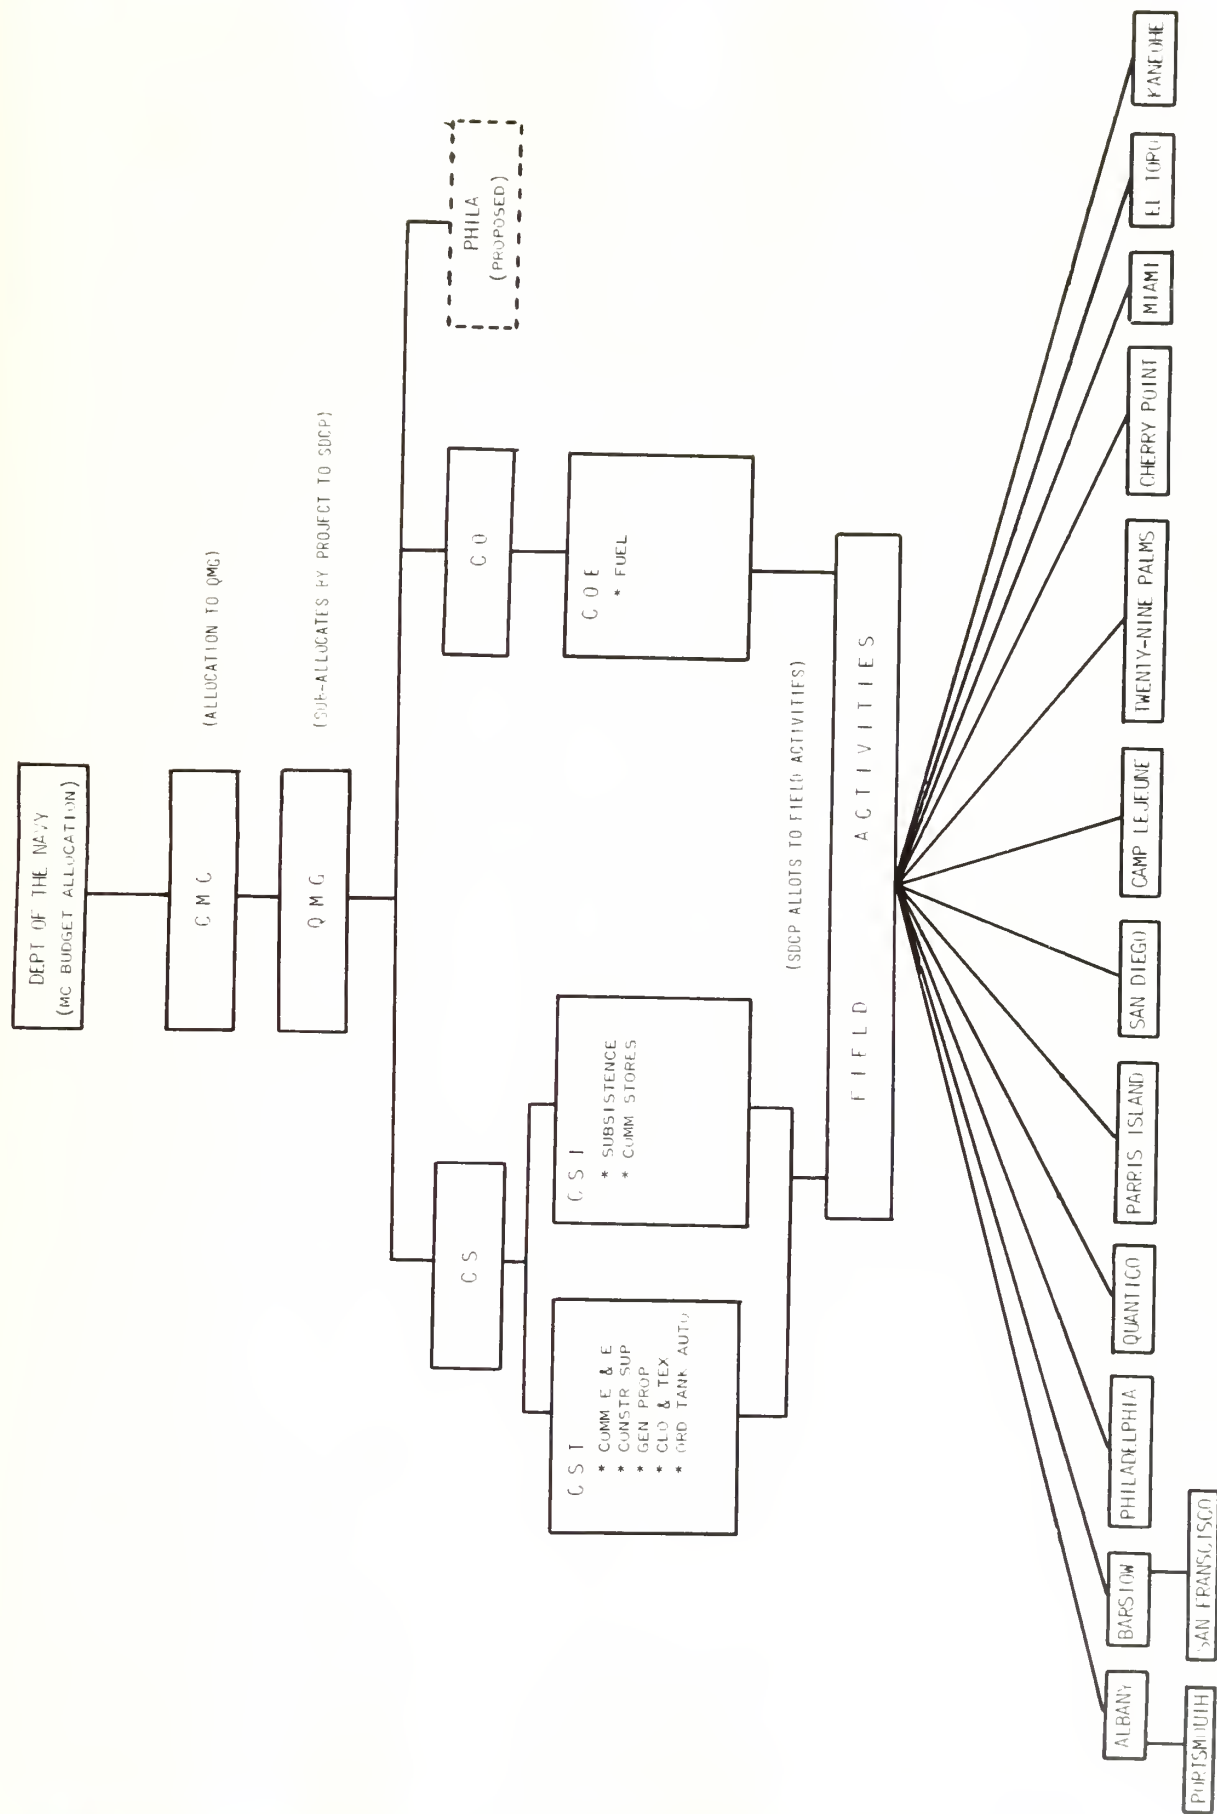 DEPT OF THE NAVY
(MC BUDGET ALLOCATION)
C M C
(ALLOCATION TO QMG)
Q M G
(SUB-ALLOCATES BY PROJECT TO SDCP)
C S
C O
PHILA
(PROPOSED)
C S T
* COMM E & E
* CONSTR SUP
* GEN PROP
* CLO & TEX
* ORD TANK AUTO
C S I
* SUBSISTENCE
* COMM STORES
C O E
* FUEL
(SDCP ALLOTS TO FIELD ACTIVITIES)
FIELD ACTIVITIES
ALBANY
BARSTOW
PHILADELPHIA
QUANTICO
PARRIS ISLAND
SAN DIEGO
CAMP LEJEUNE
TWENTY-NINE PALMS
CHERRY POINT
MIAMI
EL TORO
KANEOHE
PORTSMOUTH
SAN FRANSCISCO